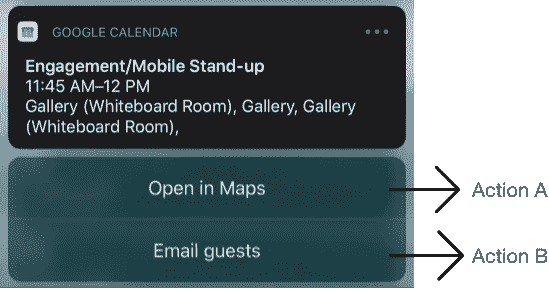 GOOGLE CALENDAR
Engagement/Mobile Stand-up
11:45 AM–12 PM
Gallery (Whiteboard Room), Gallery, Gallery
(Whiteboard Room),
Open in Maps
Action A
Email guests
Action B